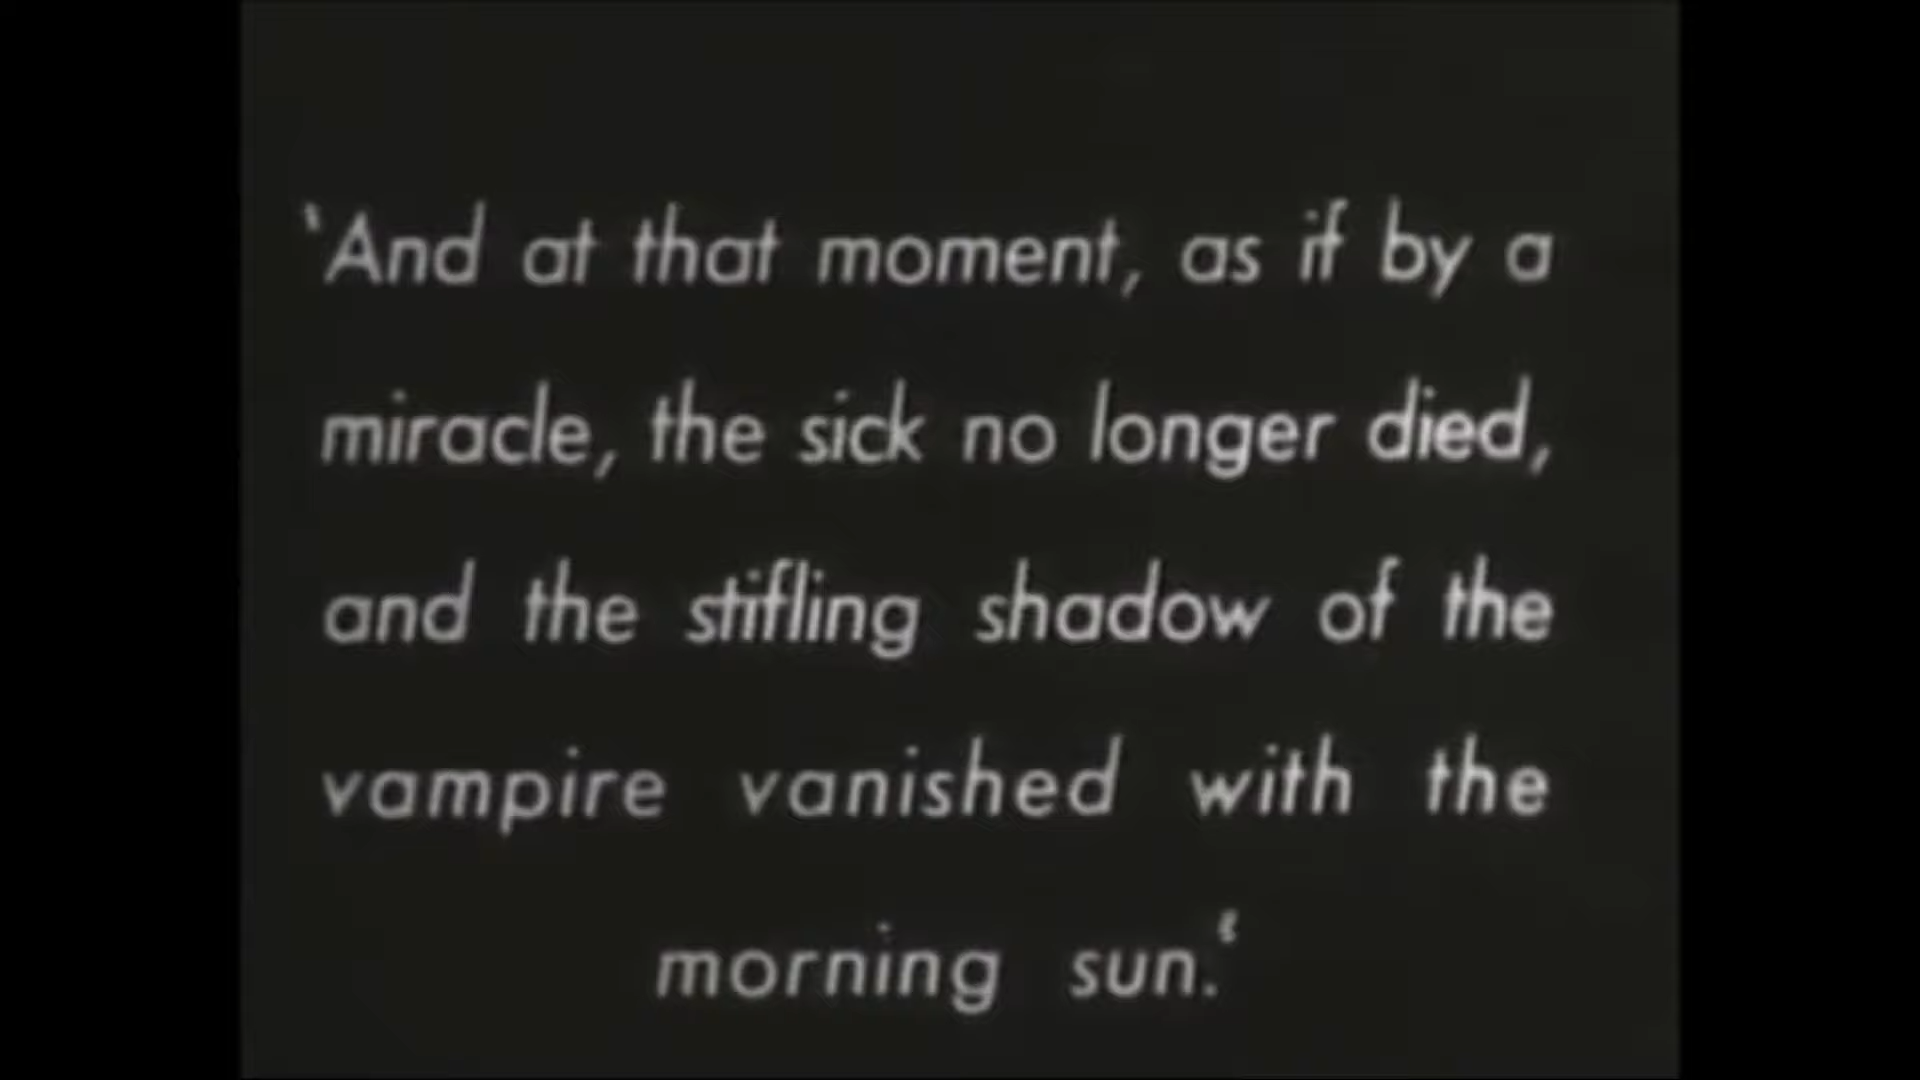 ‛And at that moment, as if by a
miracle, the sick no longer died,
and the stifling shadow of the
vampire vanished with the
morning sun.‘